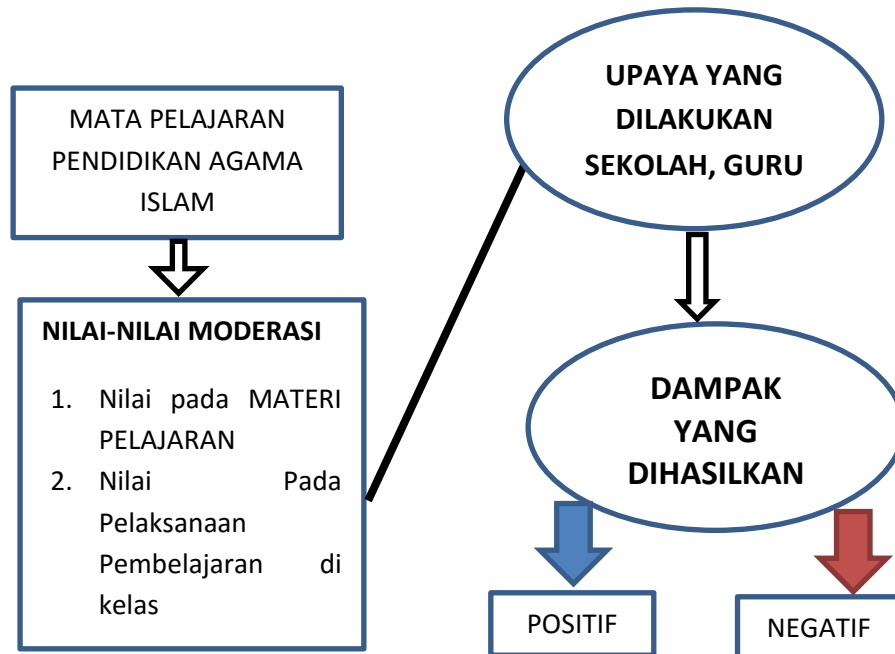 MATA PELAJARAN
PENDIDIKAN AGAMA
ISLAM
NILAI-NILAI MODERASI
1. Nilai pada MATERI
PELAJARAN
2. Nilai Pada
Pelaksanaan
Pembelajaran di
kelas
UPAYA YANG
DILAKUKAN
SEKOLAH, GURU
DAMPAK
YANG
DIHASILKAN
POSITIF
NEGATIF